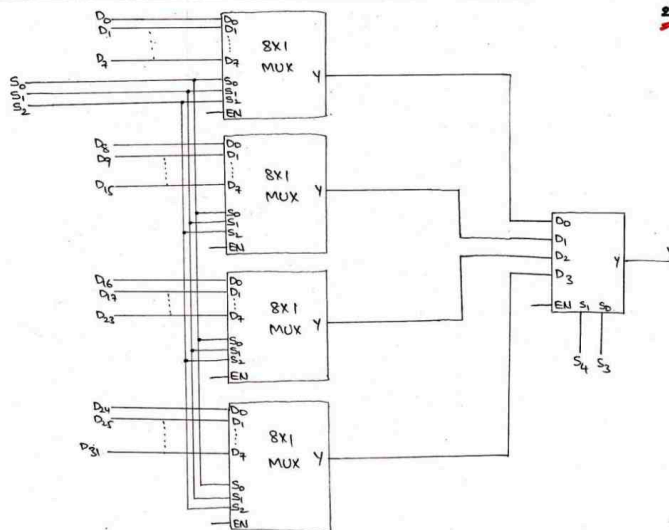 D0 D0
D1 D1
8X1
MUX
D7 D7
S0 S0
S1 S1
S2 S2
Y
EN
D8 D0
D9 D1
8X1
MUX
D15 D7
Y
S0
S1
S2
EN
D16 D0
D17 D1
8X1
MUX
D23 D7
Y
S0
S1
S2
EN
D24 D0
D25 D1
8X1
MUX
D31 D7
Y
S0
S1
S2
EN
D0
D1
D2
D3
Y
EN S1 S0
S4 S3
2